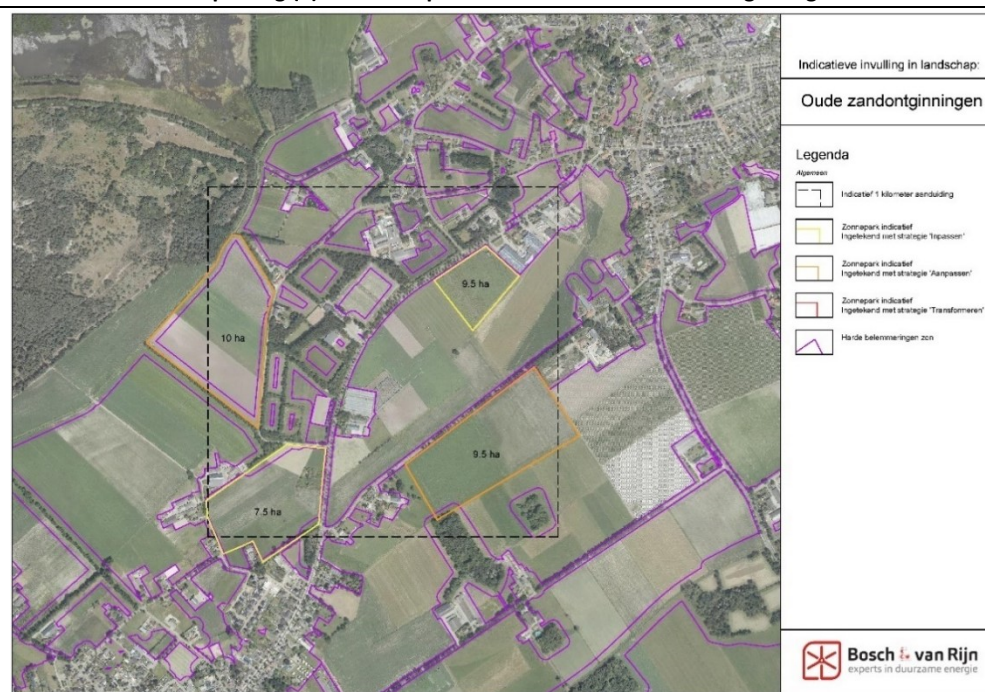 Indicatieve invulling in landschap:
Oude zandontginningen
Legenda
Algemeen
Indicatief 1 kilometer aanduiding
Zonnepark indicatief
Ingetekend met strategie 'Inpassen'
Zonnepark indicatief
Ingetekend met strategie 'Aanpassen'
Zonnepark indicatief
Ingetekend met strategie 'Transformeren'
Harde belemmeringen zon
9.5 ha
10 ha
9.5 ha
7.5 ha
Bosch & van Rijn
experts in duurzame energie